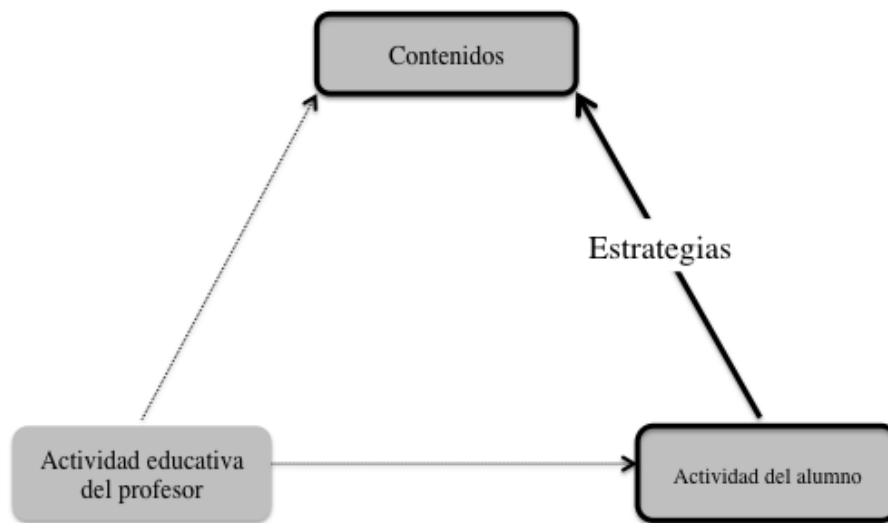 Contenidos
Estrategias
Actividad educativa
del profesor
Actividad del alumno